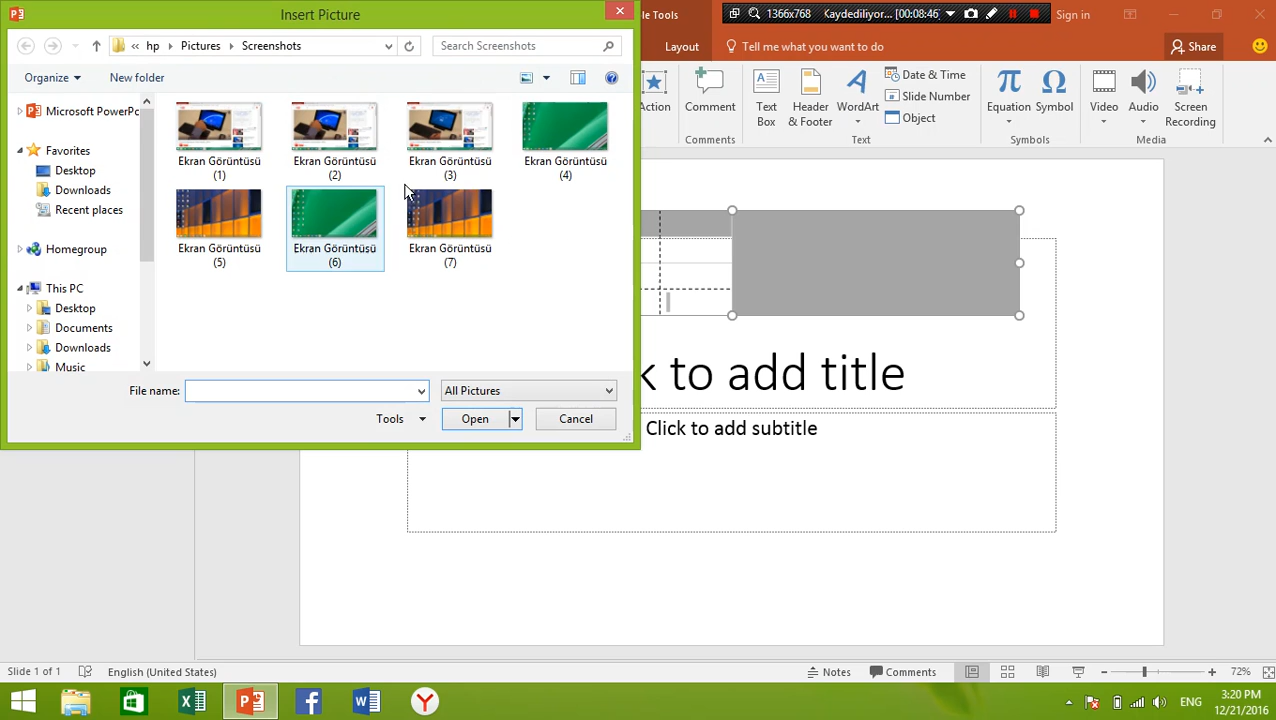 Insert Picture
le Tools
1366x768 Kaydediliyor... [00:08:46]
Sign in
« hp Pictures Screenshots
Search Screenshots
Layout
Tell me what you want to do
Share
Organize
New folder
Action
Comment
Text Box
Header & Footer
WordArt
Date & Time
Slide Number
Object
Equation
Symbol
Video
Audio
Screen Recording
Comments
Text
Symbols
Media
Microsoft PowerPo
Favorites
Desktop
Downloads
Recent places
Homegroup
This PC
Desktop
Documents
Downloads
Music
Ekran Görüntüsü (1)
Ekran Görüntüsü (2)
Ekran Görüntüsü (3)
Ekran Görüntüsü (4)
Ekran Görüntüsü (5)
Ekran Görüntüsü (6)
Ekran Görüntüsü (7)
File name:
All Pictures
Tools
Open
Cancel
k to add title
Click to add subtitle
Slide 1 of 1
English (United States)
Notes
Comments
72%
ENG
3:20 PM
12/21/2016